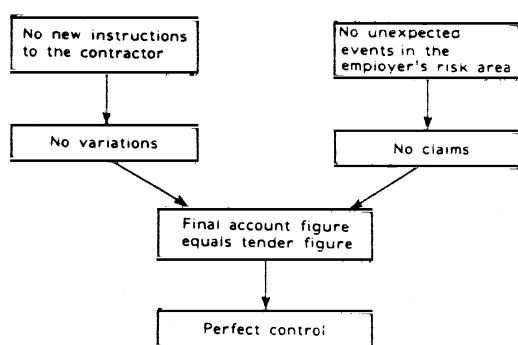 No new instructions
to the contractor
No unexpected
events in the
employer's risk area
No variations
No claims
Final account figure
equals tender figure
Perfect control